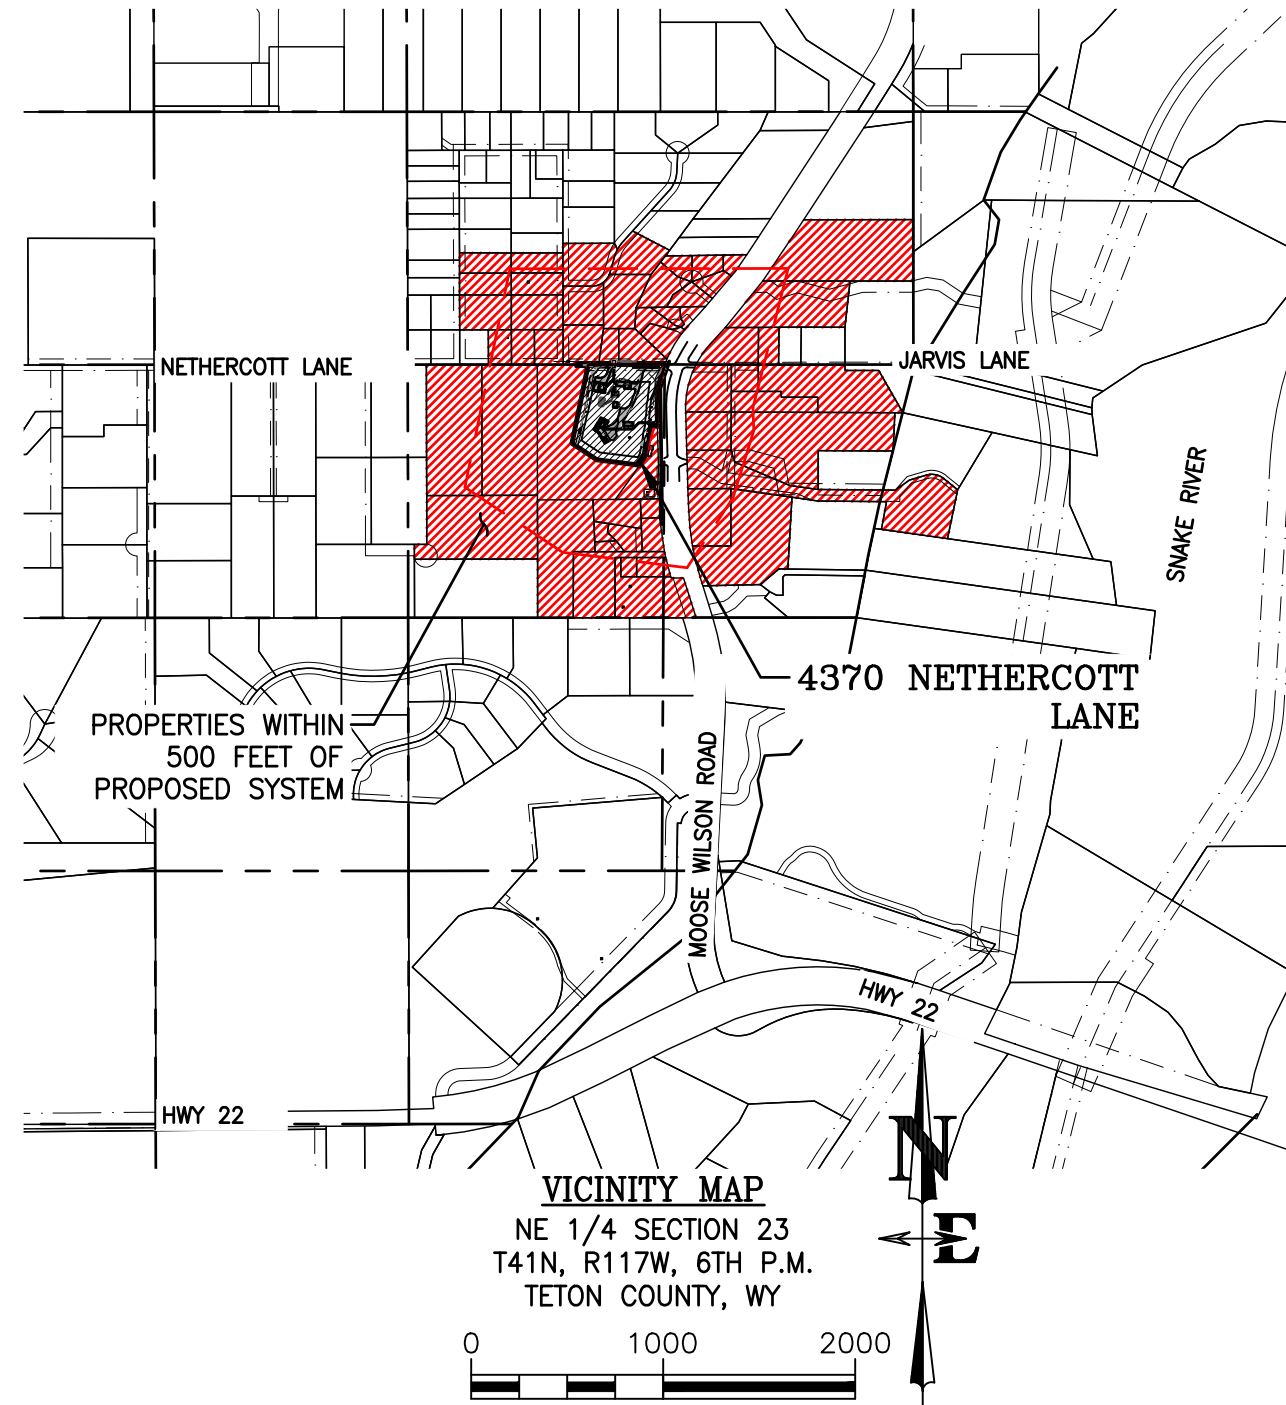 NETHERCOTT LANE
JARVIS LANE
SNAKE RIVER
4370 NETHERCOTT
LANE
PROPERTIES WITHIN
500 FEET OF
PROPOSED SYSTEM
MOOSE WILSON ROAD
HWY 22
HWY 22
N
E
VICINITY MAP
NE 1/4 SECTION 23
T41N, R117W, 6TH P.M.
TETON COUNTY, WY
0 1000 2000